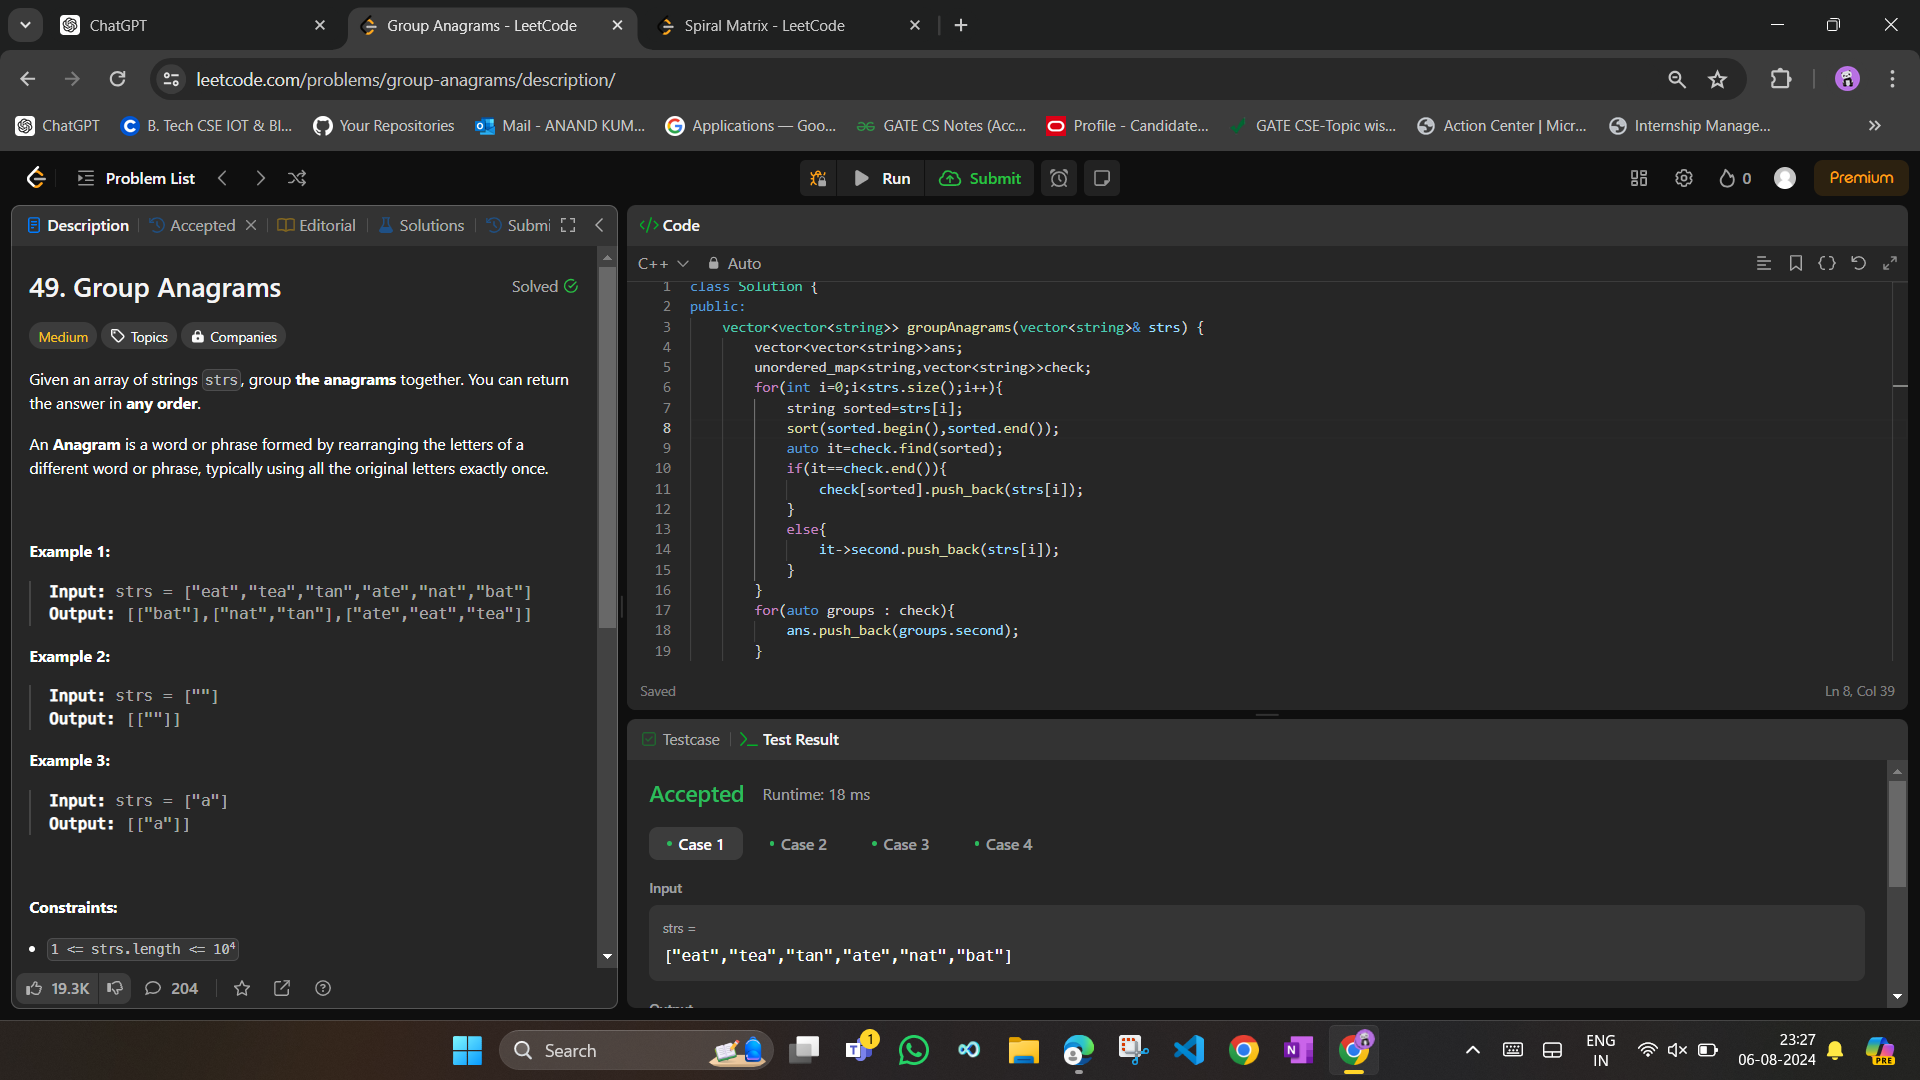 ChatGPT
Group Anagrams - LeetCode
Spiral Matrix - LeetCode
leetcode.com/problems/group-anagrams/description/
ChatGPT
B. Tech CSE IOT & BI...
Your Repositories
Mail - ANAND KUM...
Applications — Goo...
GATE CS Notes (Acc...
Profile - Candidate...
GATE CSE-Topic wis...
Action Center | Micr...
Internship Manage...
Problem List
Run
Submit
0
Premium
Description
Accepted
Editorial
Solutions
Submi
</> Code
C++
Auto
49. Group Anagrams
Solved
Medium
Topics
Companies
Given an array of strings strs, group the anagrams together. You can return
the answer in any order.
An Anagram is a word or phrase formed by rearranging the letters of a
different word or phrase, typically using all the original letters exactly once.
Example 1:
Input: strs = ["eat","tea","tan","ate","nat","bat"]
Output: [["bat"],["nat","tan"],["ate","eat","tea"]]
Example 2:
Input: strs = [""]
Output: [[""]]
Example 3:
Input: strs = ["a"]
Output: [["a"]]
Constraints:
• 1 <= strs.length <= 10⁴
19.3K
204
1 class Solution {
2 public:
3 vector<vector<string>> groupAnagrams(vector<string>& strs) {
4 vector<vector<string>>ans;
5 unordered_map<string,vector<string>>check;
6 for(int i=0;i<strs.size();i++){
7 string sorted=strs[i];
8 sort(sorted.begin(),sorted.end());
9 auto it=check.find(sorted);
10 if(it==check.end()){
11 check[sorted].push_back(strs[i]);
12 }
13 else{
14 it->second.push_back(strs[i]);
15 }
16 }
17 for(auto groups : check){
18 ans.push_back(groups.second);
19 }
Saved
Ln 8, Col 39
Testcase
Test Result
Accepted
Runtime: 18 ms
Case 1
Case 2
Case 3
Case 4
Input
strs =
["eat","tea","tan","ate","nat","bat"]
Output
Search
1
ENG
IN
23:27
06-08-2024
PRE